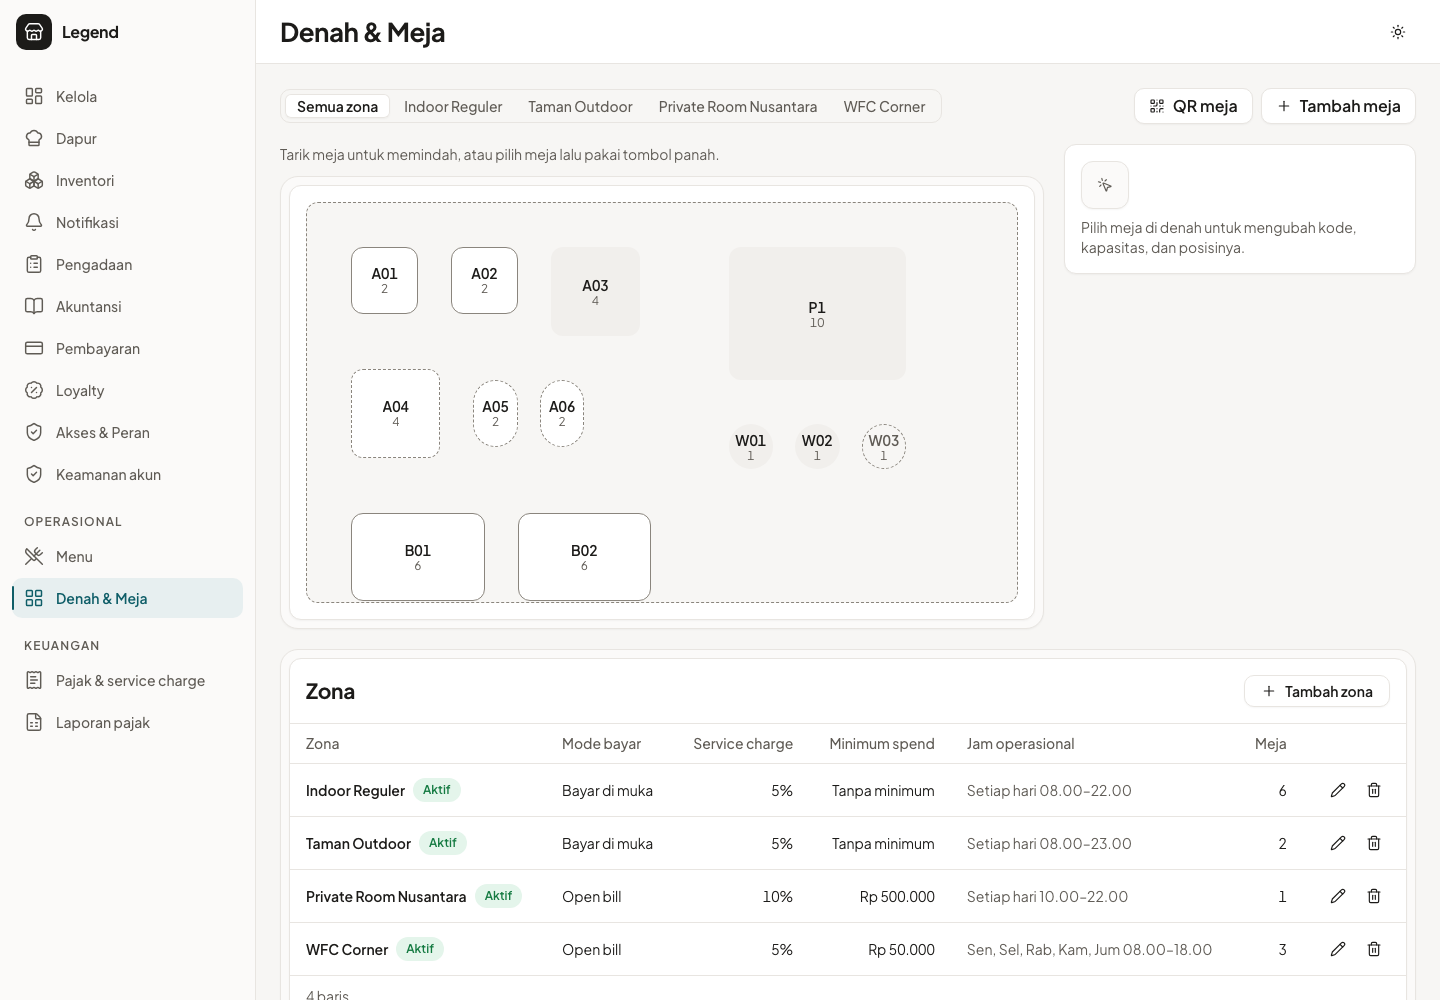 Legend
Denah & Meja
Kelola
Dapur
Inventori
Notifikasi
Pengadaan
Akuntansi
Pembayaran
Loyalty
Akses & Peran
Keamanan akun
OPERASIONAL
Menu
Denah & Meja
KEUANGAN
Pajak & service charge
Laporan pajak
Semua zona Indoor Reguler Taman Outdoor Private Room Nusantara WFC Corner
QR meja
Tambah meja
Tarik meja untuk memindah, atau pilih meja lalu pakai tombol panah.
A01
2
A02
2
A03
4
P1
10
A04
4
A05
2
A06
2
W01
1
W02
1
W03
1
B01
6
B02
6
Pilih meja di denah untuk mengubah kode,
kapasitas, dan posisinya.
Zona
Tambah zona
Zona Mode bayar Service charge Minimum spend Jam operasional Meja
Indoor Reguler Aktif Bayar di muka 5% Tanpa minimum Setiap hari 08.00–22.00 6
Taman Outdoor Aktif Bayar di muka 5% Tanpa minimum Setiap hari 08.00–23.00 2
Private Room Nusantara Aktif Open bill 10% Rp 500.000 Setiap hari 10.00–22.00 1
WFC Corner Aktif Open bill 5% Rp 50.000 Sen, Sel, Rab, Kam, Jum 08.00–18.00 3
4 baris